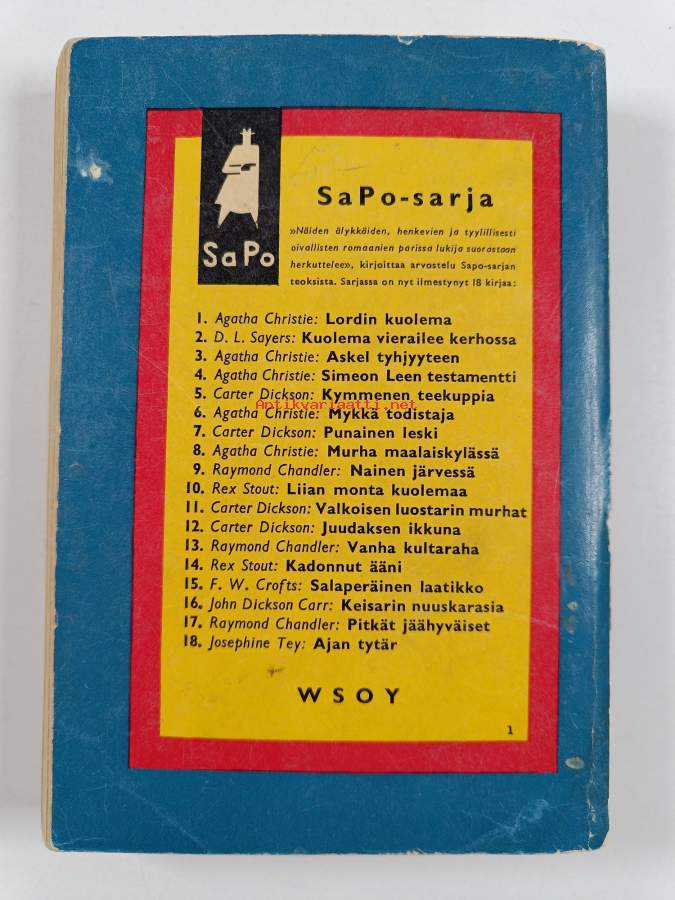 SaPo
SaPo-sarja
»Näiden älykkäiden, henkevien ja tyylillisesti
oivallisten romaanien parissa lukija suorastaan
herkuttelee», kirjoittaa arvostelu Sapo-sarjan
teoksista. Sarjassa on nyt ilmestynyt 18 kirjaa:
1. Agatha Christie: Lordin kuolema
2. D. L. Sayers: Kuolema vierailee kerhossa
3. Agatha Christie: Askel tyhjyyteen
4. Agatha Christie: Simeon Leen testamentti
5. Carter Dickson: Kymmenen teekuppia
Antikvariaatti.net
6. Agatha Christie: Mykkä todistaja
7. Carter Dickson: Punainen leski
8. Agatha Christie: Murha maalaiskylässä
9. Raymond Chandler: Nainen järvessä
10. Rex Stout: Liian monta kuolemaa
11. Carter Dickson: Valkoisen luostarin murhat
12. Carter Dickson: Juudaksen ikkuna
13. Raymond Chandler: Vanha kultaraha
14. Rex Stout: Kadonnut ääni
15. F. W. Crofts: Salaperäinen laatikko
16. John Dickson Carr: Keisarin nuuskarasia
17. Raymond Chandler: Pitkät jäähyväiset
18. Josephine Tey: Ajan tytär
WSOY
1